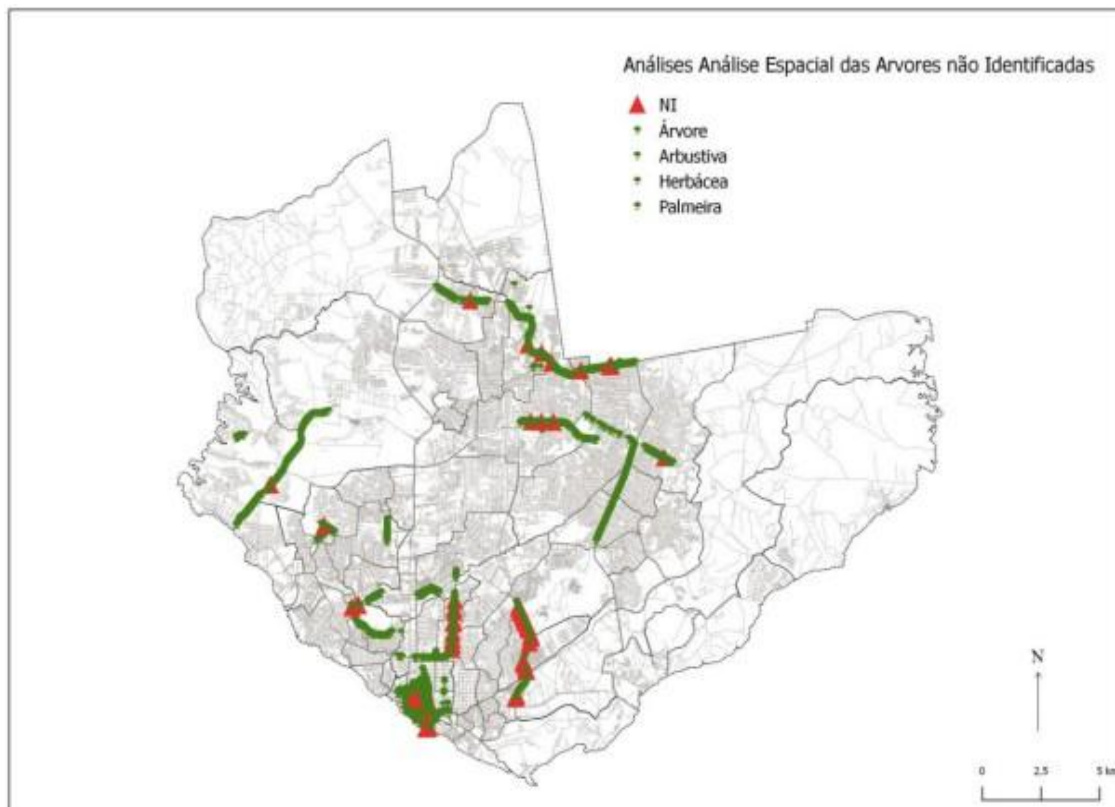 Análises Análise Espacial das Arvores não Identificadas
NI
Árvore
Arbustiva
Herbácea
Palmeira
N
0 2.5 5 km